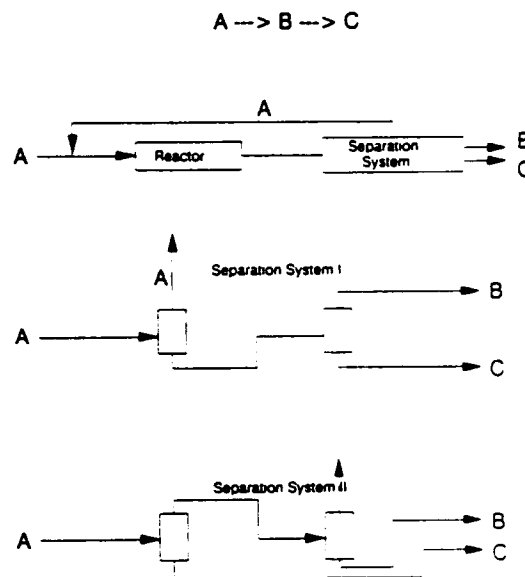 A ---> B ---> C
A
A
Reactor
Separation
System
B
C
A
Separation System I
B
A
C
Separation System II
B
A
C